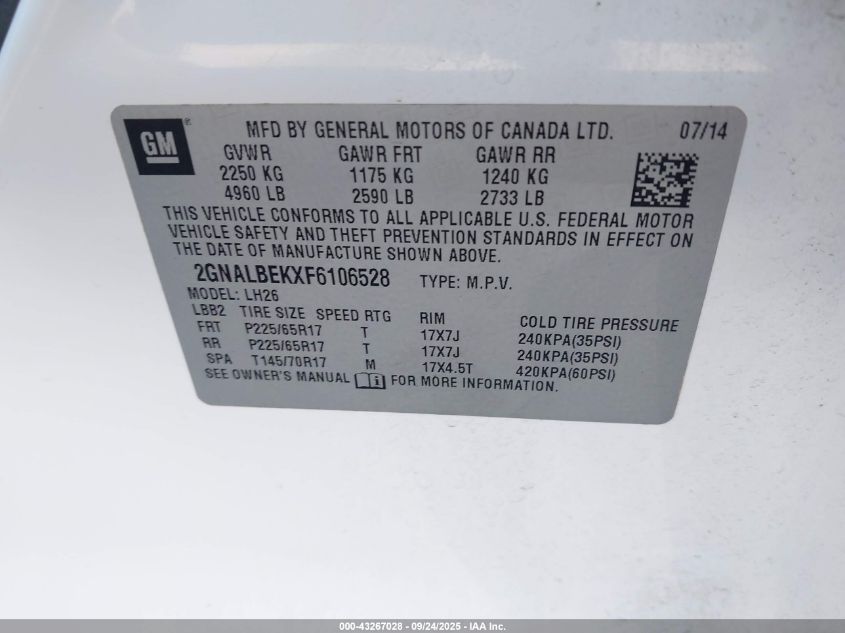 GM® MFD BY GENERAL MOTORS OF CANADA LTD. 07/14
GVWR GAWR FRT GAWR RR
2250 KG 1175 KG 1240 KG
4960 LB 2590 LB 2733 LB
THIS VEHICLE CONFORMS TO ALL APPLICABLE U.S. FEDERAL MOTOR
VEHICLE SAFETY AND THEFT PREVENTION STANDARDS IN EFFECT ON
THE DATE OF MANUFACTURE SHOWN ABOVE.
2GNALBEKXF6106528 TYPE: M.P.V.
MODEL: LH26
LBB2 TIRE SIZE SPEED RTG RIM COLD TIRE PRESSURE
FRT P225/65R17 T 17X7J 240KPA(35PSI)
RR P225/65R17 T 17X7J 240KPA(35PSI)
SPA T145/70R17 M 17X4.5T 420KPA(60PSI)
SEE OWNER'S MANUAL FOR MORE INFORMATION.
000-43267028 - 09/24/2025 - IAA Inc.